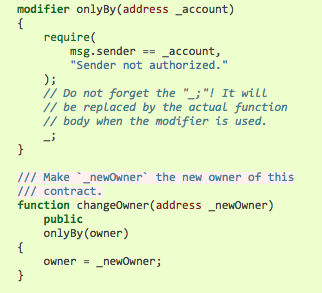 modifier onlyBy(address _account)
{
    require(
        msg.sender == _account,
        "Sender not authorized."
    );
    // Do not forget the "_;"! It will
    // be replaced by the actual function
    // body when the modifier is used.
    _;
}
/// Make `_newOwner` the new owner of this
/// contract.
function changeOwner(address _newOwner)
    public
    onlyBy(owner)
{
    owner = _newOwner;
}